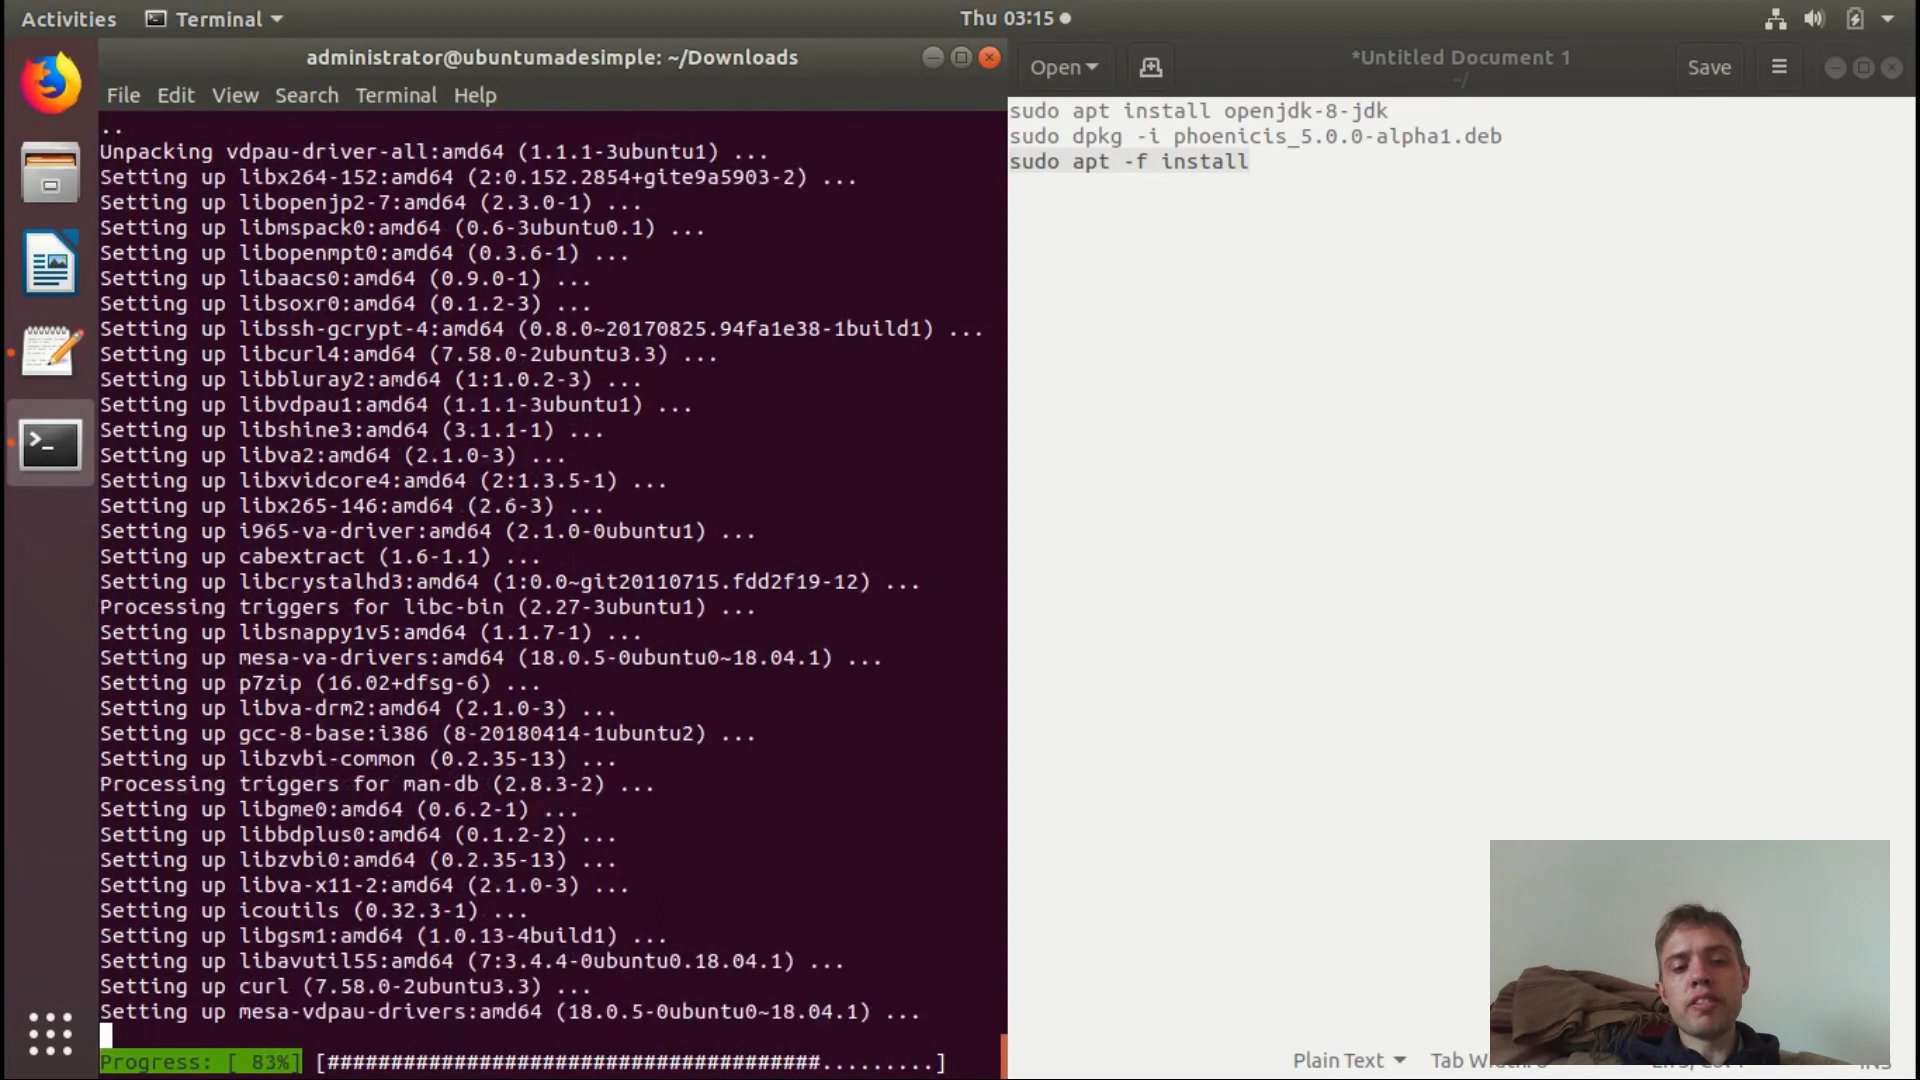 Activities
Terminal
Thu 03:15
administrator@ubuntumadesimple: ~/Downloads
File Edit View Search Terminal Help
..
Unpacking vdpau-driver-all:amd64 (1.1.1-3ubuntu1) ...
Setting up libx264-152:amd64 (2:0.152.2854+gite9a5903-2) ...
Setting up libopenjp2-7:amd64 (2.3.0-1) ...
Setting up libmspack0:amd64 (0.6-3ubuntu0.1) ...
Setting up libopenmpt0:amd64 (0.3.6-1) ...
Setting up libaacs0:amd64 (0.9.0-1) ...
Setting up libsoxr0:amd64 (0.1.2-3) ...
Setting up libssh-gcrypt-4:amd64 (0.8.0~20170825.94fa1e38-1build1) ...
Setting up libcurl4:amd64 (7.58.0-2ubuntu3.3) ...
Setting up libbluray2:amd64 (1:1.0.2-3) ...
Setting up libvdpau1:amd64 (1.1.1-3ubuntu1) ...
Setting up libshine3:amd64 (3.1.1-1) ...
Setting up libva2:amd64 (2.1.0-3) ...
Setting up libxvidcore4:amd64 (2:1.3.5-1) ...
Setting up libx265-146:amd64 (2.6-3) ...
Setting up i965-va-driver:amd64 (2.1.0-0ubuntu1) ...
Setting up cabextract (1.6-1.1) ...
Setting up libcrystalhd3:amd64 (1:0.0~git20110715.fdd2f19-12) ...
Processing triggers for libc-bin (2.27-3ubuntu1) ...
Setting up libsnappy1v5:amd64 (1.1.7-1) ...
Setting up mesa-va-drivers:amd64 (18.0.5-0ubuntu0~18.04.1) ...
Setting up p7zip (16.02+dfsg-6) ...
Setting up libva-drm2:amd64 (2.1.0-3) ...
Setting up gcc-8-base:i386 (8-20180414-1ubuntu2) ...
Setting up libzvbi-common (0.2.35-13) ...
Processing triggers for man-db (2.8.3-2) ...
Setting up libgme0:amd64 (0.6.2-1) ...
Setting up libbdplus0:amd64 (0.1.2-2) ...
Setting up libzvbi0:amd64 (0.2.35-13) ...
Setting up libva-x11-2:amd64 (2.1.0-3) ...
Setting up icoutils (0.32.3-1) ...
Setting up libgsm1:amd64 (1.0.13-4build1) ...
Setting up libavutil55:amd64 (7:3.4.4-0ubuntu0.18.04.1) ...
Setting up curl (7.58.0-2ubuntu3.3) ...
Setting up mesa-vdpau-drivers:amd64 (18.0.5-0ubuntu0~18.04.1) ...
Progress: [ 83%] [#######################################.........]
Open
*Untitled Document 1
~/
Save
sudo apt install openjdk-8-jdk
sudo dpkg -i phoenicis_5.0.0-alpha1.deb
sudo apt -f install
Plain Text
Tab